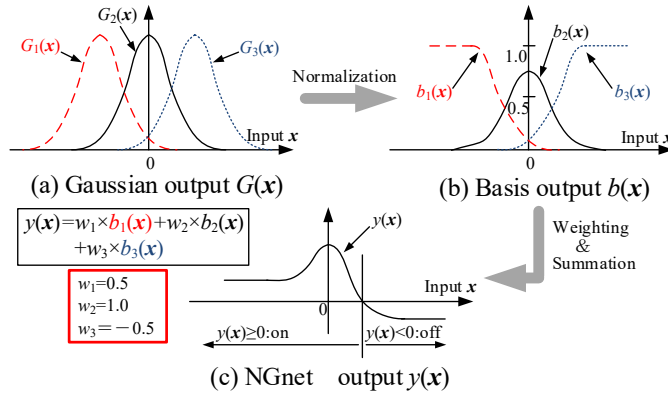 G₁(x)
G₂(x)
G₃(x)
Input x
0
(a) Gaussian output G(x)
Normalization
1.0
0.5
b₁(x)
b₂(x)
b₃(x)
Input x
0
(b) Basis output b(x)
Weighting
&
Summation
y(x)=w₁×b₁(x)+w₂×b₂(x)
+w₃×b₃(x)
w₁=0.5
w₂=1.0
w₃=－0.5
y(x)
Input x
0
y(x)≥0:on
y(x)<0:off
(c) NGnet output y(x)